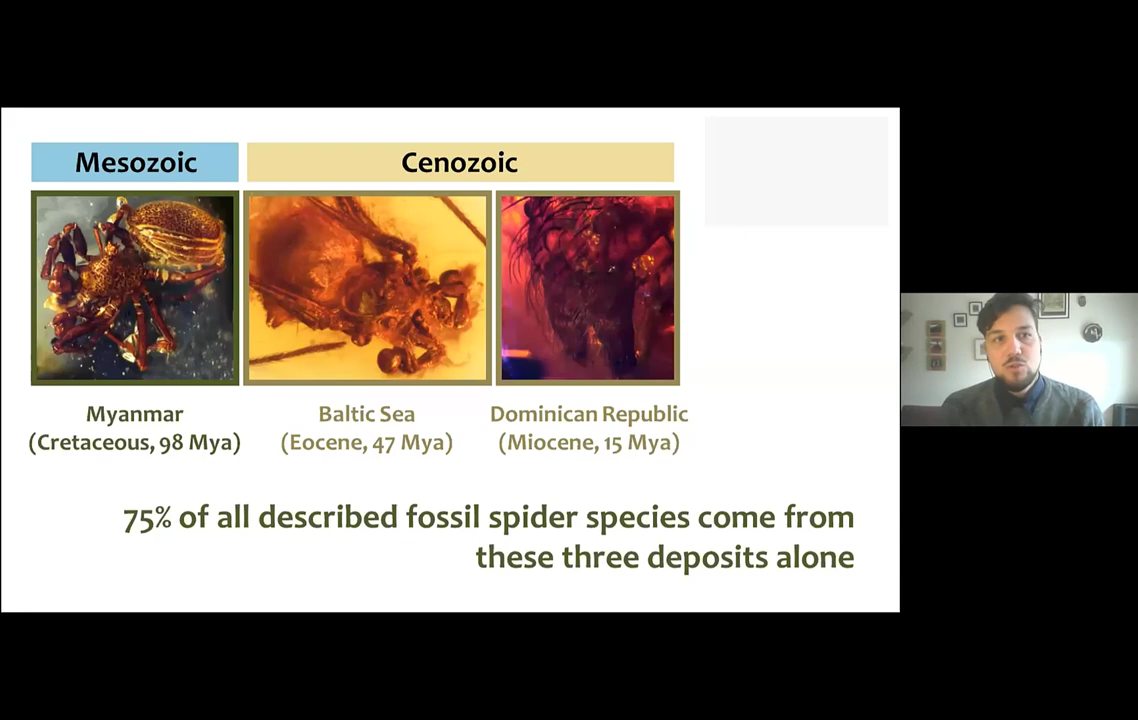 Mesozoic
Cenozoic
Myanmar
(Cretaceous, 98 Mya)
Baltic Sea
(Eocene, 47 Mya)
Dominican Republic
(Miocene, 15 Mya)
75% of all described fossil spider species come from
these three deposits alone